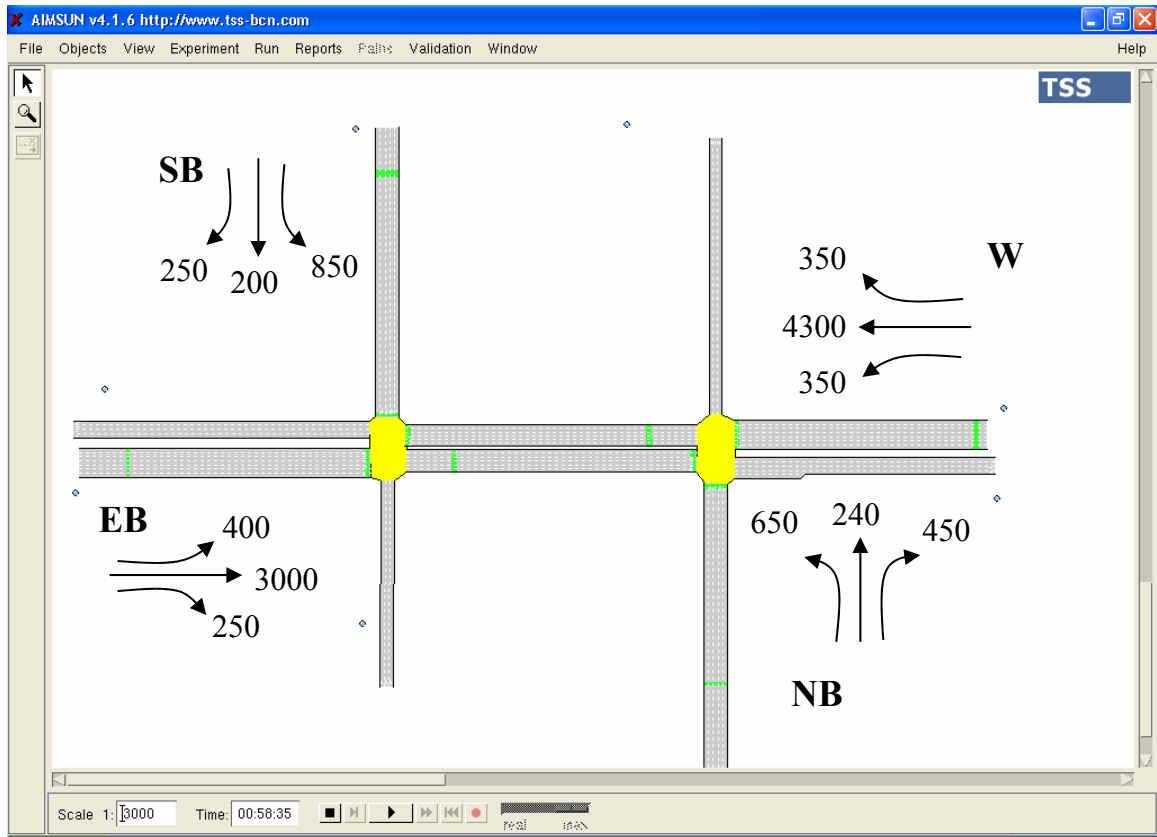 AIMSUN v4.1.6 http://www.tss-bcn.com
File Objects View Experiment Run Reports Paths Validation Window Help
TSS
SB
250 200 850
W
350
4300
350
EB
400
3000
250
650 240 450
NB
Scale 1: 3000 Time: 00:58:35
real max